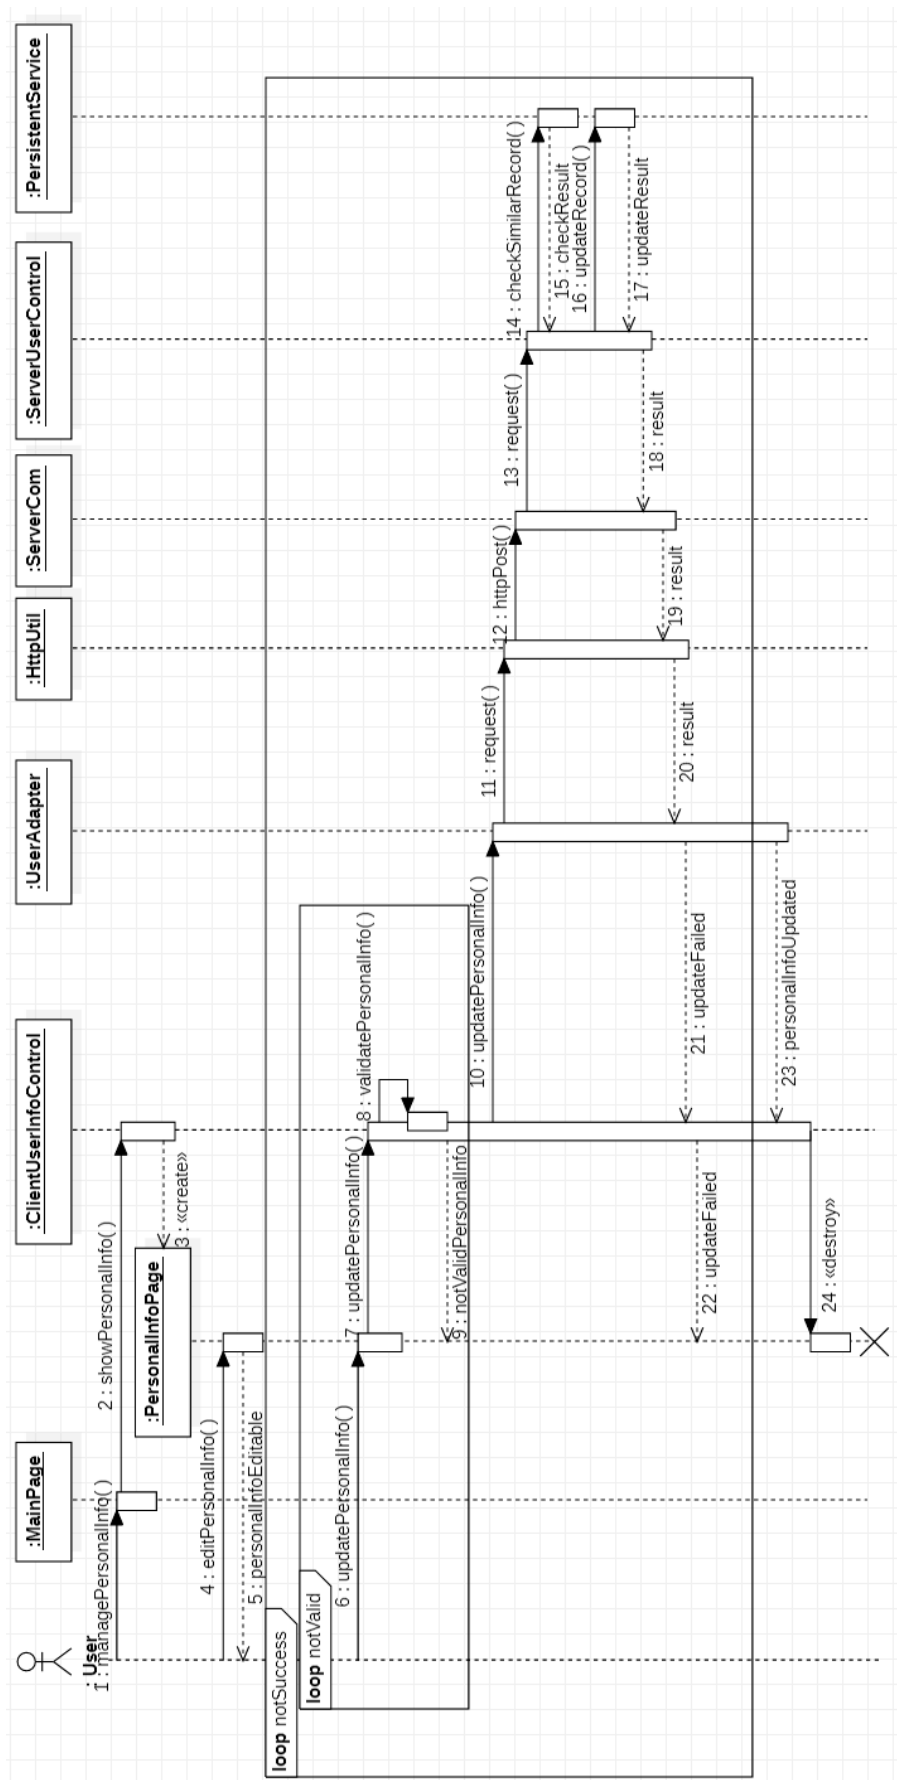 : User
:MainPage
:PersonalInfoPage
:ClientUserInfoControl
:UserAdapter
:HttpUtil
:ServerCom
:ServerUserControl
:PersistentService
1 : managePersonalInfo( )
2 : showPersonalInfo( )
3 : «create»
4 : editPersonalInfo( )
5 : personalInfoEditable
loop notSuccess
loop notValid
6 : updatePersonalInfo( )
7 : updatePersonalInfo( )
8 : validatePersonalInfo( )
9 : notValidPersonalInfo
10 : updatePersonalInfo( )
11 : request( )
12 : httpPost( )
13 : request( )
14 : checkSimilarRecord( )
15 : checkResult
16 : updateRecord( )
17 : updateResult
18 : result
19 : result
20 : result
21 : updateFailed
22 : updateFailed
23 : personalInfoUpdated
24 : «destroy»